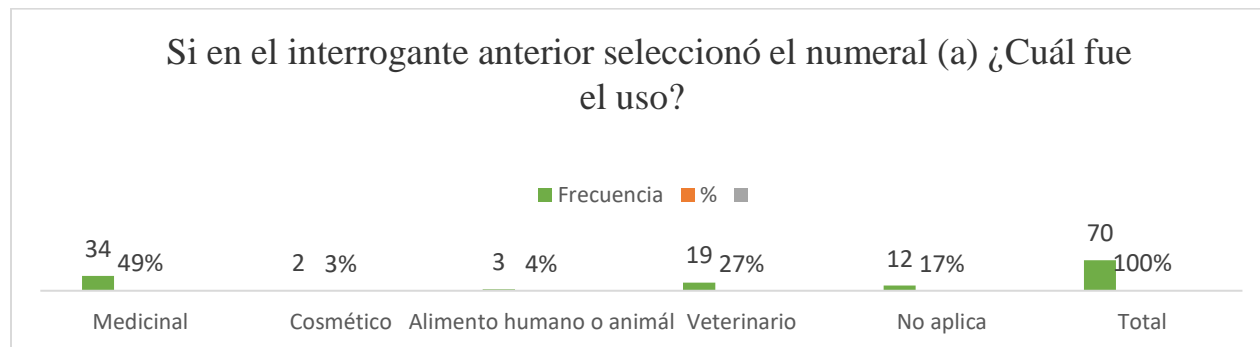 Si en el interrogante anterior seleccionó el numeral (a) ¿Cuál fue
el uso?
Frecuencia %
34 49% 2 3% 3 4% 19 27% 12 17% 70 100%
Medicinal Cosmético Alimento humano o animál Veterinario No aplica Total